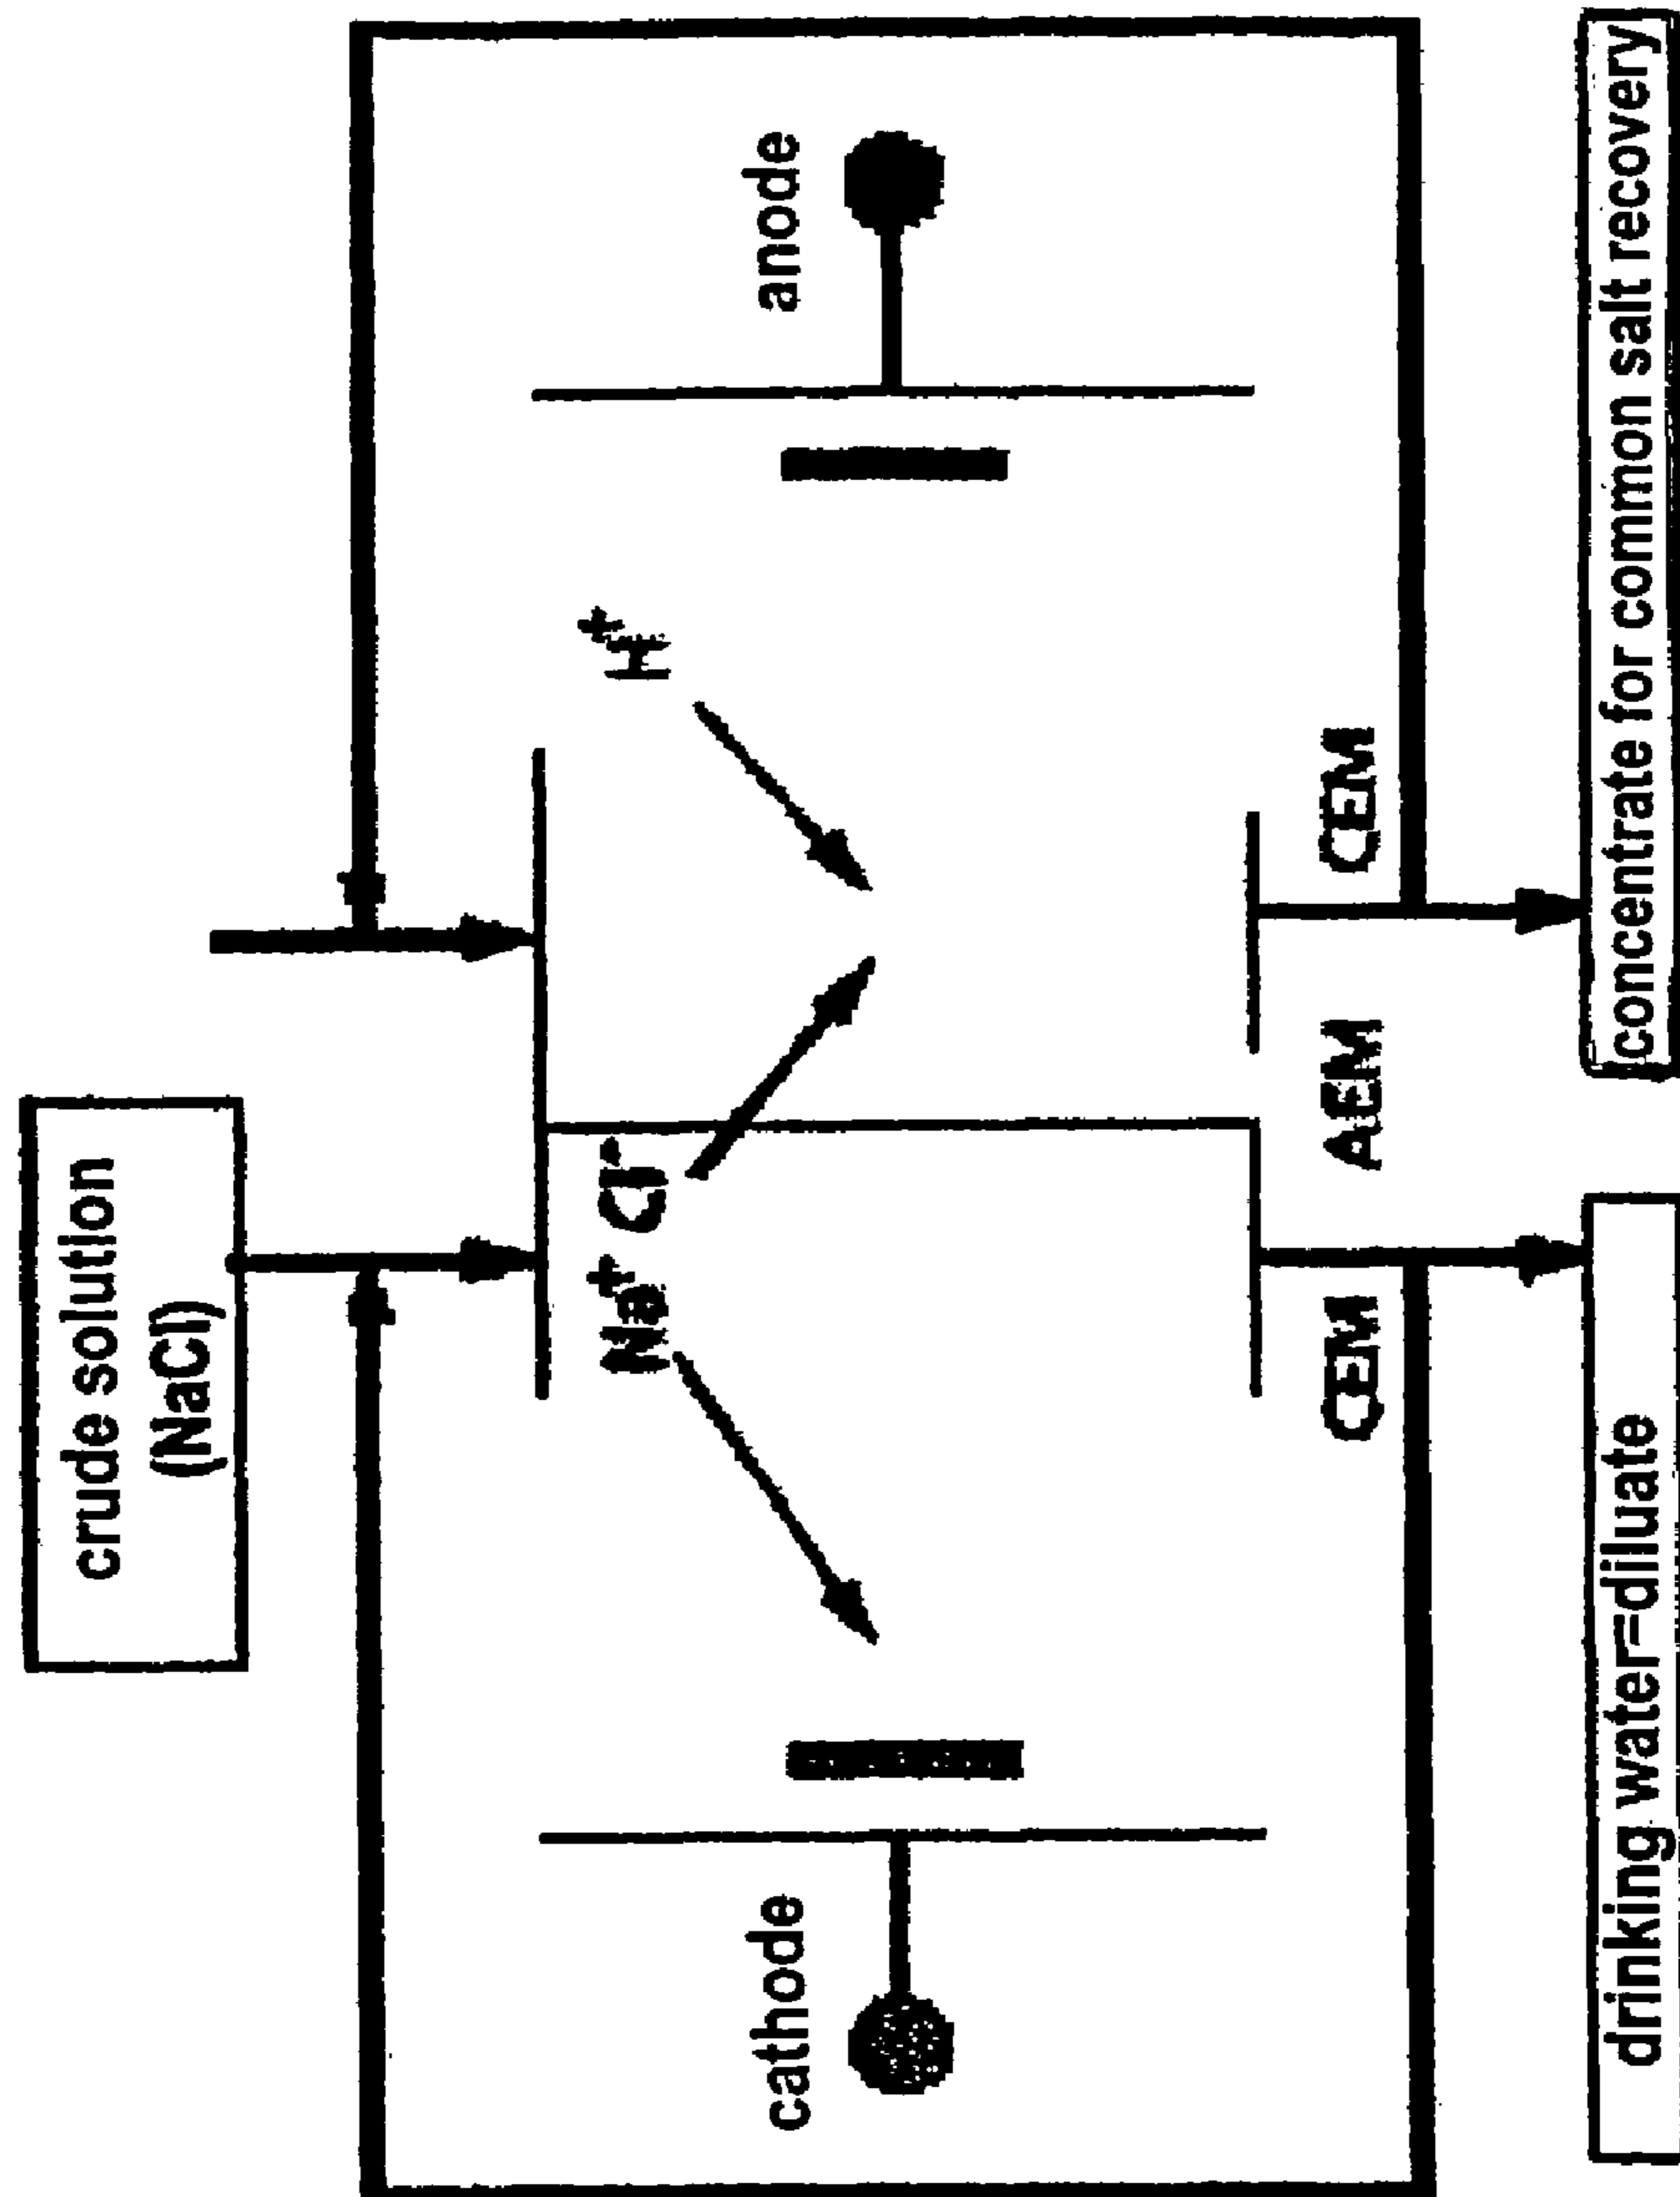 crude solution
(NaCl)
cathode
anode
Na⁺ Cl⁻
H⁺
CEM
AEM
CEM
drinking water=diluate
concentrate for common salt recovery